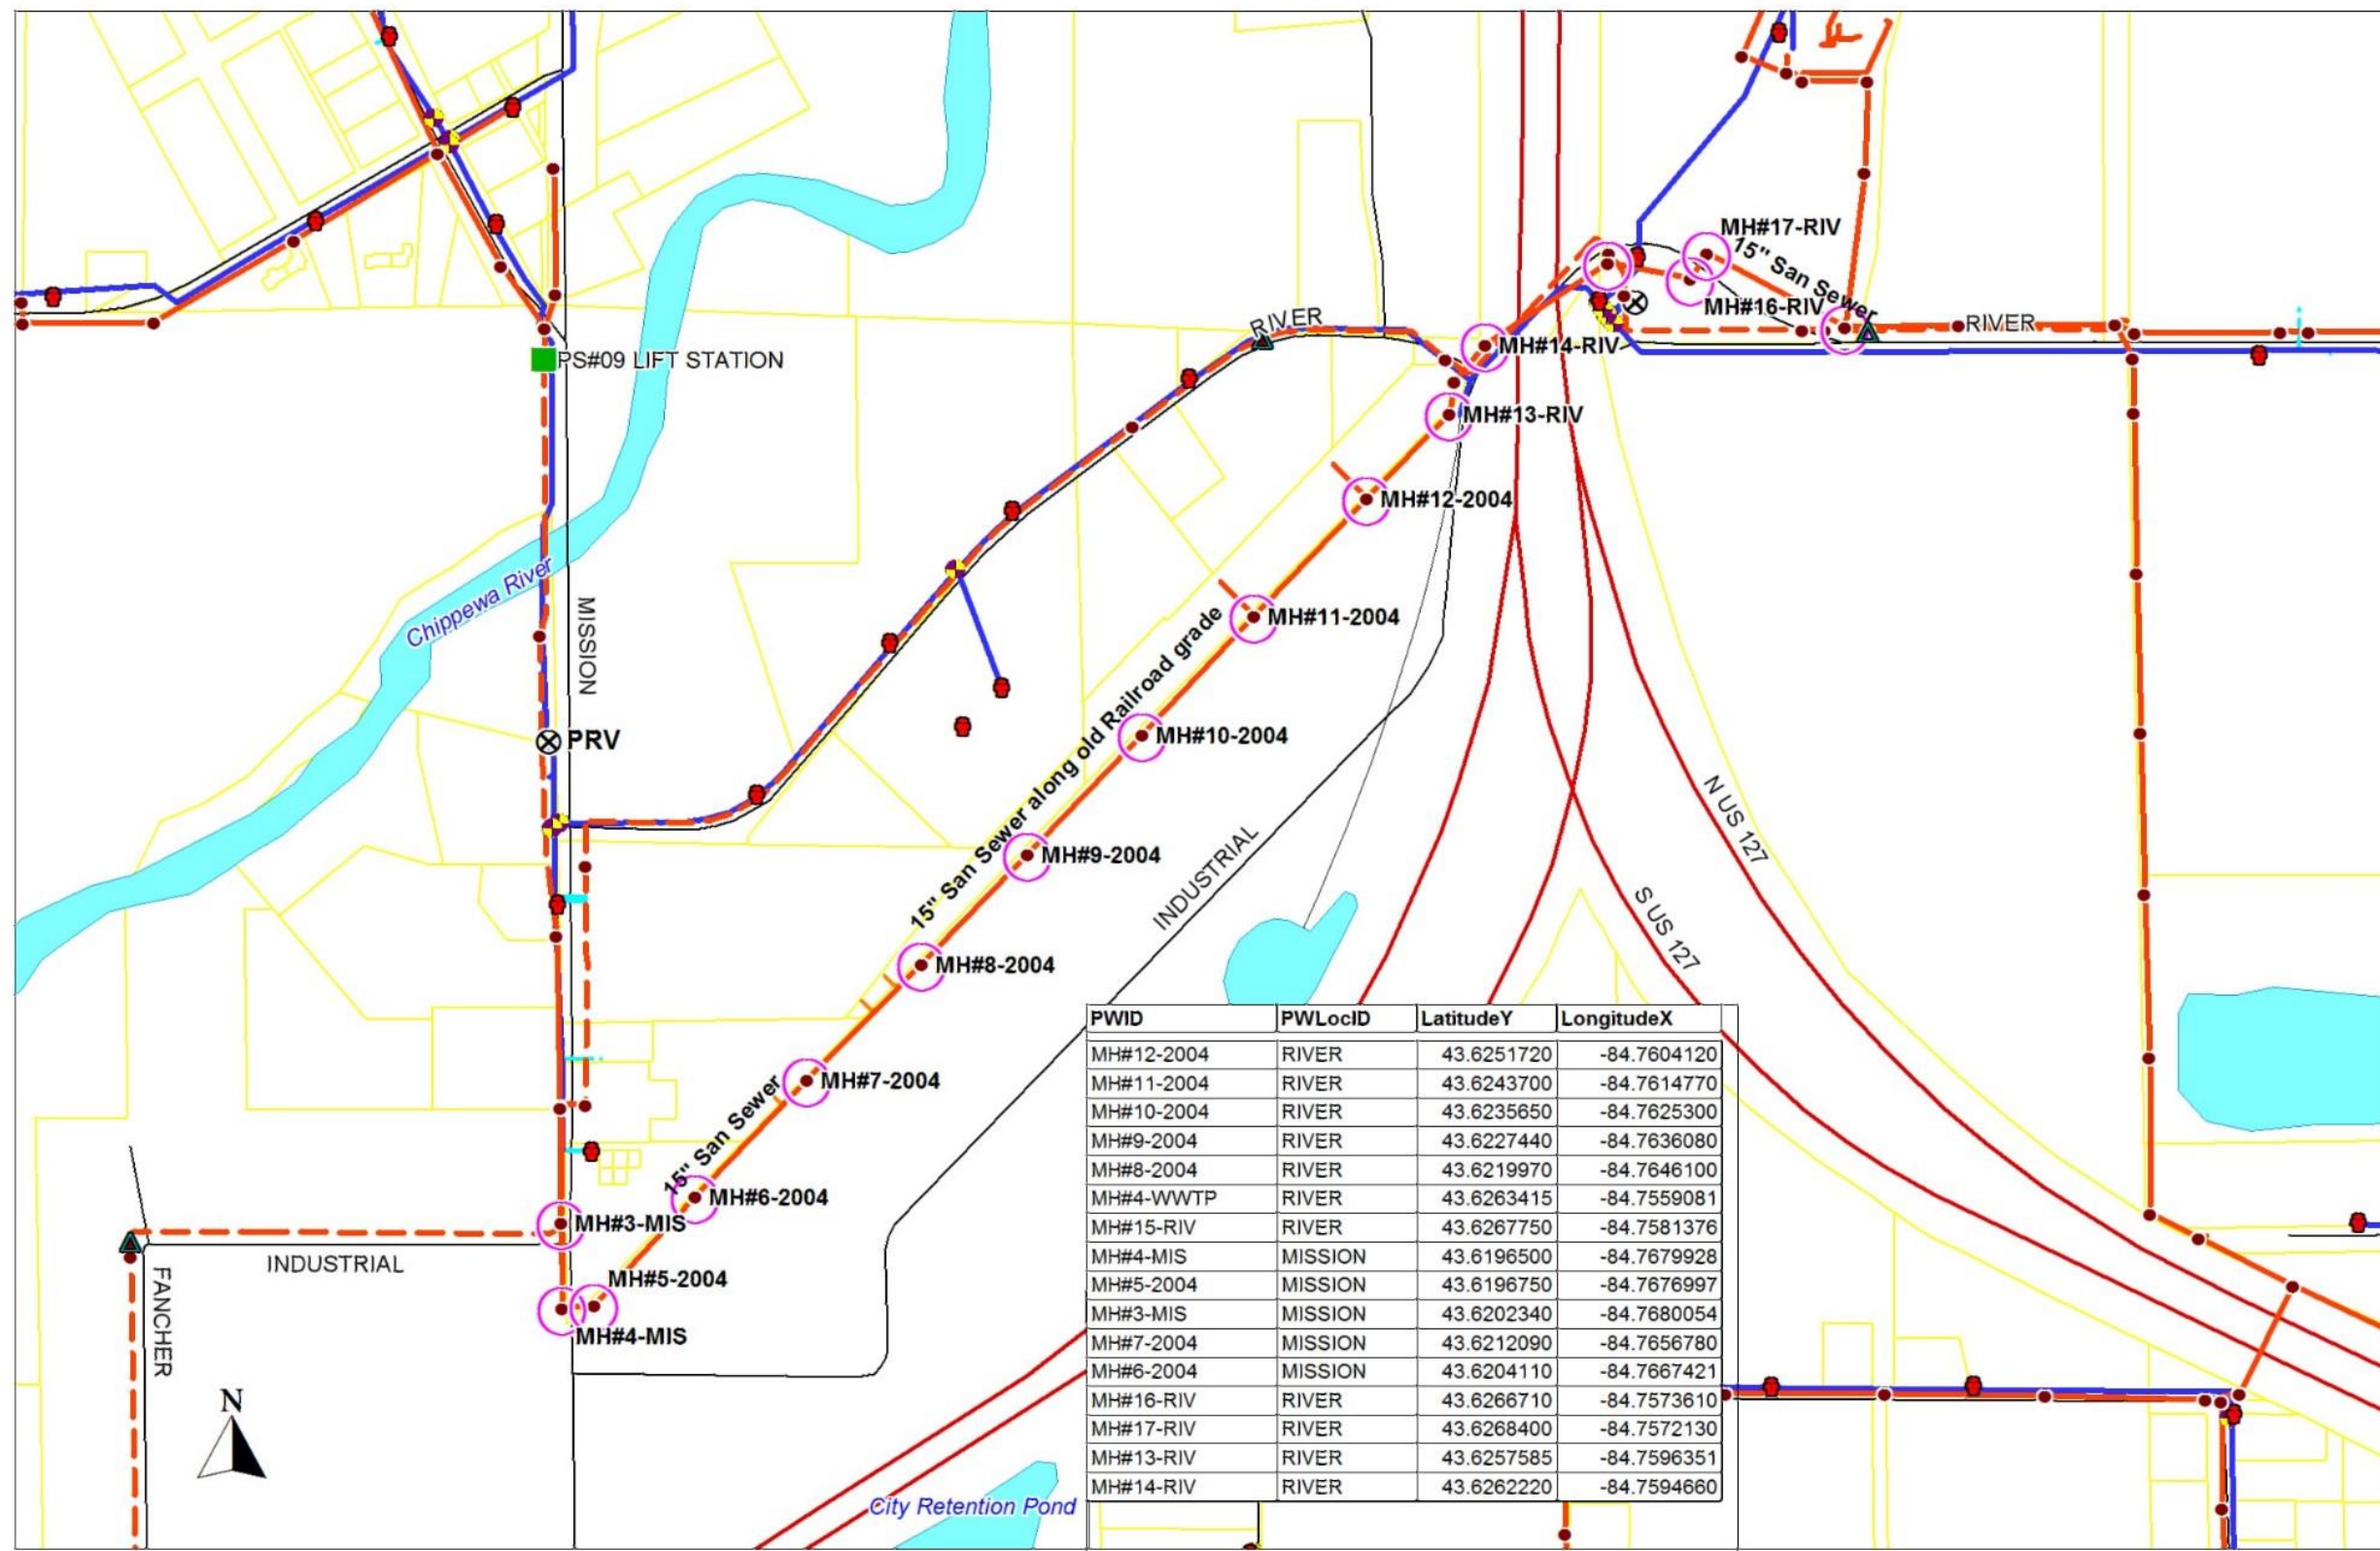 MH#17-RIV
15" San Sewer
MH#16-RIV
RIVER
RIVER
MH#14-RIV
PS#09 LIFT STATION
MH#13-RIV
MH#12-2004
Chippewa River
MISSION
MH#11-2004
15" San Sewer along old Railroad grade
PRV
MH#10-2004
N US 127
MH#9-2004
INDUSTRIAL
S US 127
MH#8-2004
MH#7-2004
15" San Sewer
MH#6-2004
MH#3-MIS
INDUSTRIAL
FANCHER
MH#5-2004
MH#4-MIS
N
City Retention Pond
PWID PWLocID LatitudeY LongitudeX
MH#12-2004 RIVER 43.6251720 -84.7604120
MH#11-2004 RIVER 43.6243700 -84.7614770
MH#10-2004 RIVER 43.6235650 -84.7625300
MH#9-2004 RIVER 43.6227440 -84.7636080
MH#8-2004 RIVER 43.6219970 -84.7646100
MH#4-WWTP RIVER 43.6263415 -84.7559081
MH#15-RIV RIVER 43.6267750 -84.7581376
MH#4-MIS MISSION 43.6196500 -84.7679928
MH#5-2004 MISSION 43.6196750 -84.7676997
MH#3-MIS MISSION 43.6202340 -84.7680054
MH#7-2004 MISSION 43.6212090 -84.7656780
MH#6-2004 MISSION 43.6204110 -84.7667421
MH#16-RIV RIVER 43.6266710 -84.7573610
MH#17-RIV RIVER 43.6268400 -84.7572130
MH#13-RIV RIVER 43.6257585 -84.7596351
MH#14-RIV RIVER 43.6262220 -84.7594660